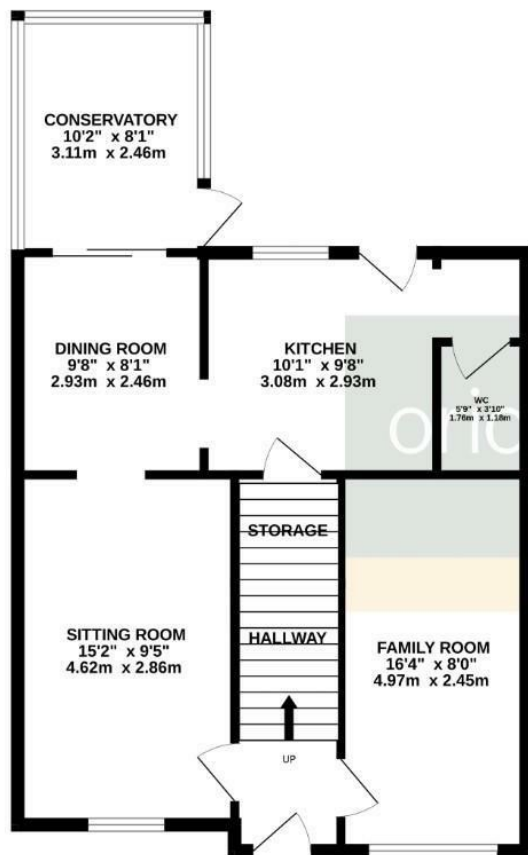 CONSERVATORY
10'2" x 8'1"
3.11m x 2.46m
DINING ROOM
9'8" x 8'1"
2.93m x 2.46m
KITCHEN
10'1" x 9'8"
3.08m x 2.93m
WC
5'9" x 3'10"
1.76m x 1.18m
STORAGE
HALLWAY
UP
SITTING ROOM
15'2" x 9'5"
4.62m x 2.86m
FAMILY ROOM
16'4" x 8'0"
4.97m x 2.45m